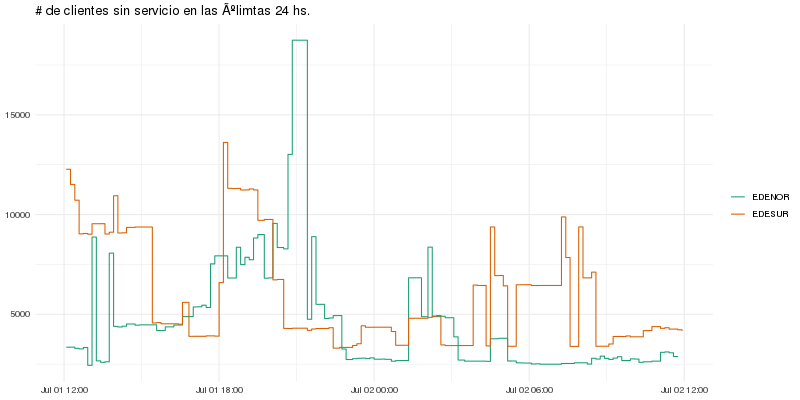 # de clientes sin servicio en las Ãºlimtas 24 hs.
15000
10000
5000
Jul 01 12:00
Jul 01 18:00
Jul 02 00:00
Jul 02 06:00
Jul 02 12:00
EDENOR
EDESUR